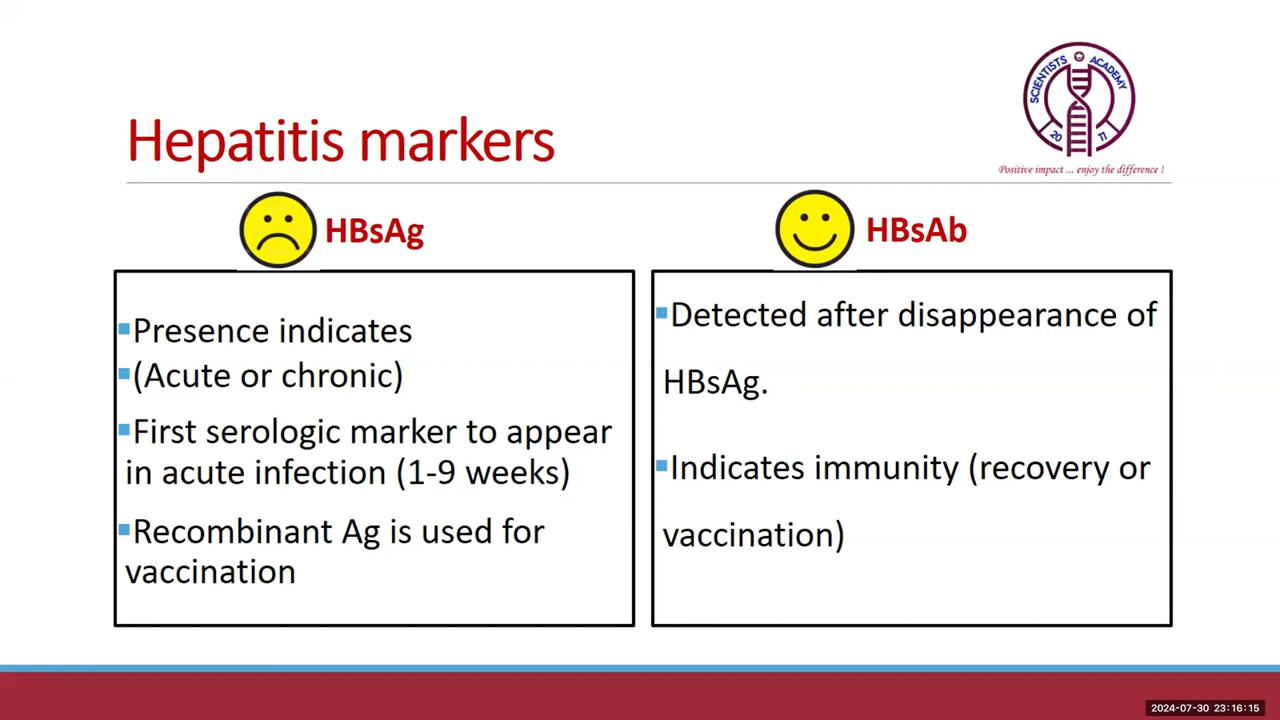 SCIENTISTS ACADEMY
20 17
Positive impact ... enjoy the difference !
Hepatitis markers
HBsAg
▪Presence indicates
▪(Acute or chronic)
▪First serologic marker to appear
in acute infection (1-9 weeks)
▪Recombinant Ag is used for
vaccination
HBsAb
▪Detected after disappearance of
HBsAg.
▪Indicates immunity (recovery or
vaccination)
2024-07-30 23:16:15